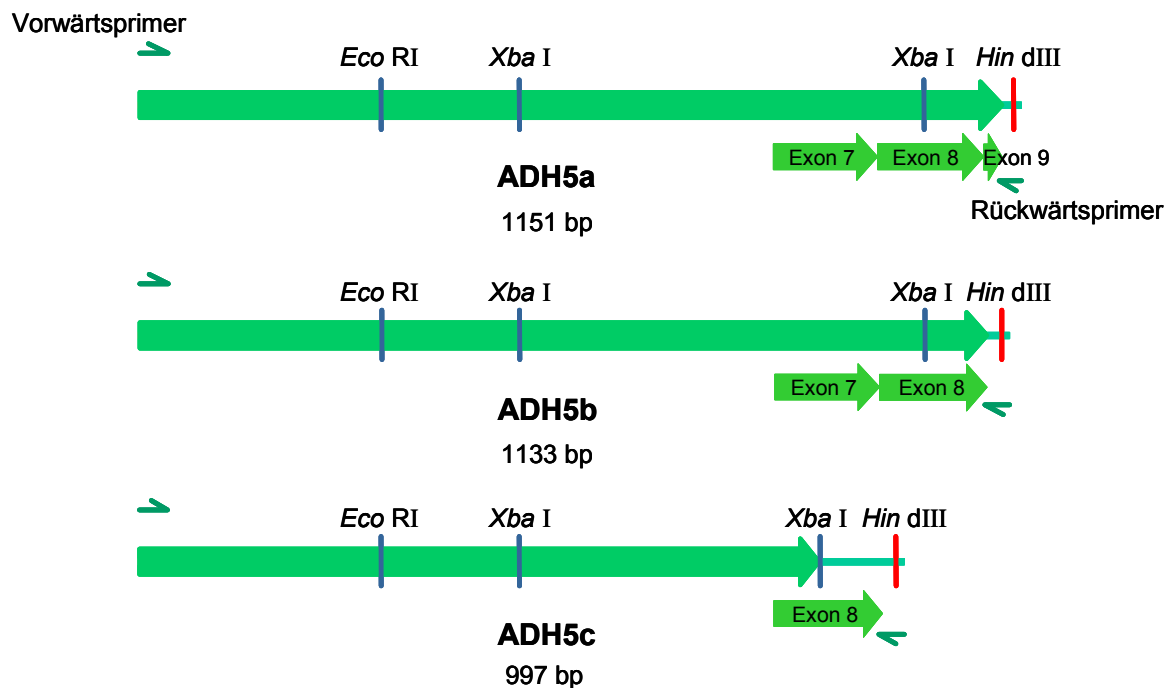 Vorwärtsprimer
Eco RI Xba I Xba I Hin dIII
Exon 7 Exon 8 Exon 9
ADH5a
1151 bp
Rückwärtsprimer
Eco RI Xba I Xba I Hin dIII
Exon 7 Exon 8
ADH5b
1133 bp
Eco RI Xba I Xba I Hin dIII
Exon 8
ADH5c
997 bp